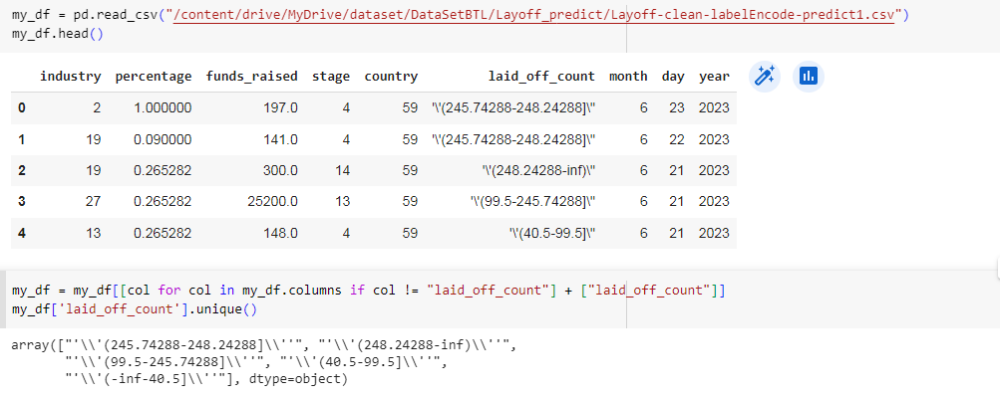 my_df = pd.read_csv("/content/drive/MyDrive/dataset/DataSetBTL/Layoff_predict/Layoff-clean-labelEncode-predict1.csv")
my_df.head()
industry percentage funds_raised stage country laid_off_count month day year
0 2 1.000000 197.0 4 59 '\'(245.74288-248.24288]\'' 6 23 2023
1 19 0.090000 141.0 4 59 '\'(245.74288-248.24288]\'' 6 22 2023
2 19 0.265282 300.0 14 59 '\'(248.24288-inf)\'' 6 21 2023
3 27 0.265282 25200.0 13 59 '\'(99.5-245.74288]\'' 6 21 2023
4 13 0.265282 148.0 4 59 '\'(40.5-99.5]\'' 6 21 2023
my_df = my_df[[col for col in my_df.columns if col != "laid_off_count"] + ["laid_off_count"]]
my_df['laid_off_count'].unique()
array(["'\\'(245.74288-248.24288]\\''", "'\\'(248.24288-inf)\\''",
"'\\'(99.5-245.74288]\\''", "'\\'(40.5-99.5]\\''",
"'\\'(-inf-40.5]\\''"], dtype=object)